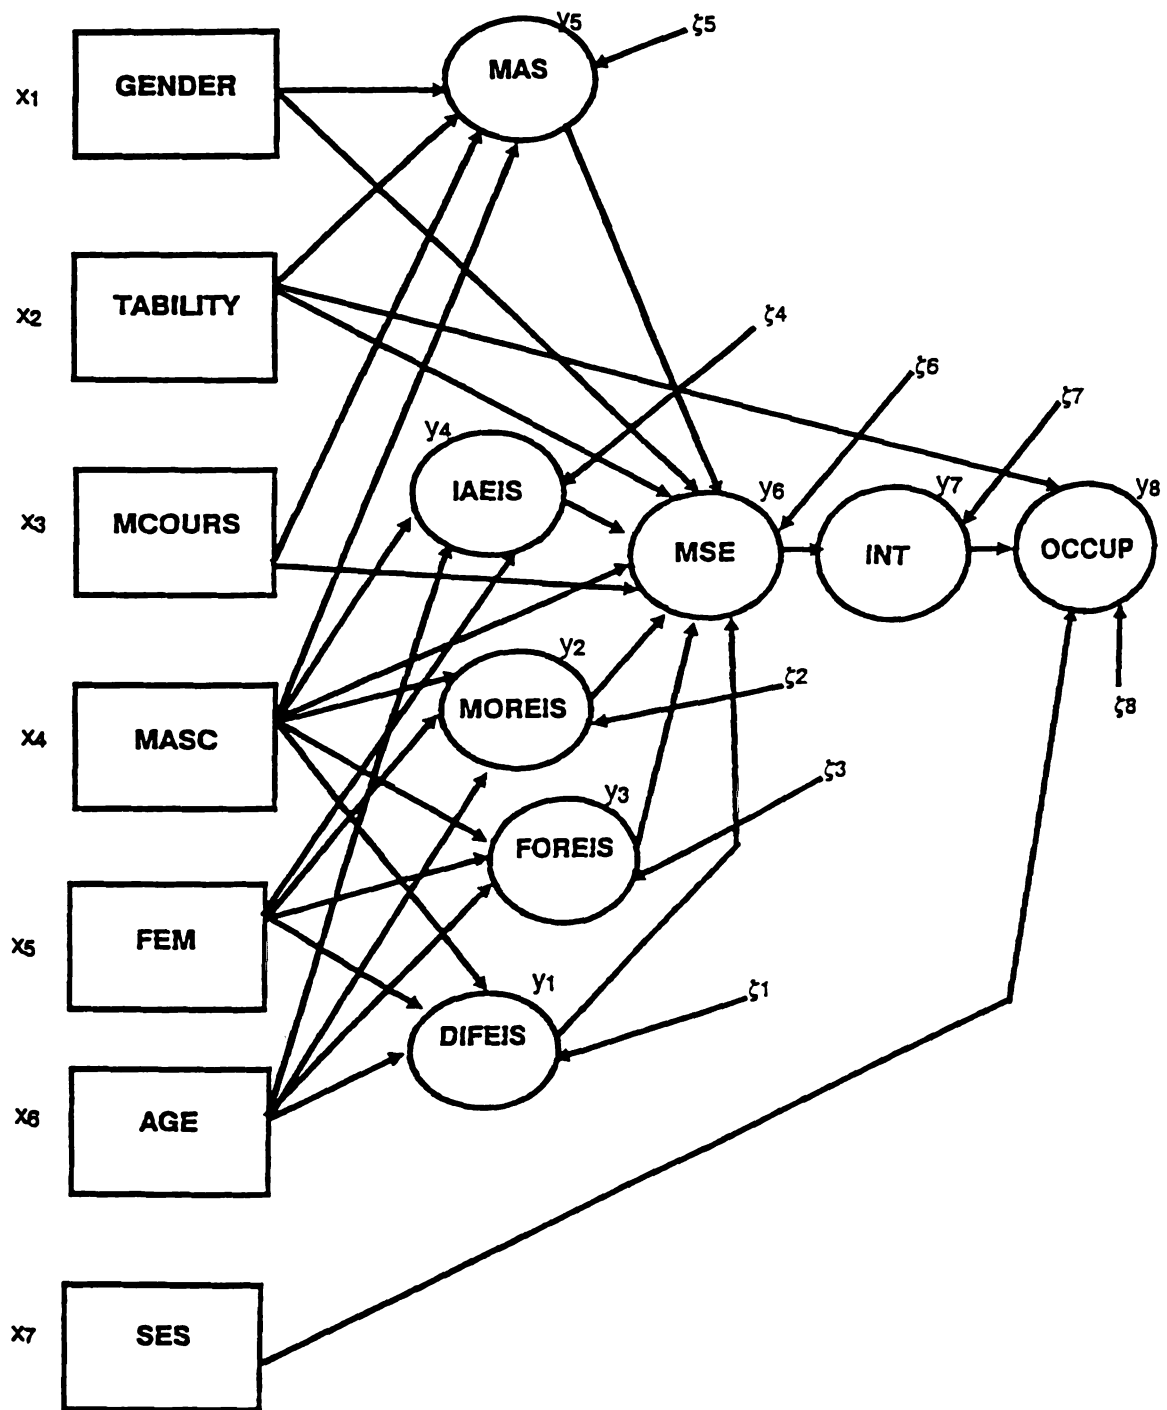 y5
ζ5
MAS
GENDER
x1
TABILITY
x2
ζ4
ζ6
ζ7
y4
IAEIS
y6
y7
y8
x3
MCOURS
MSE
INT
OCCUP
y2
ζ2
MOREIS
ζ8
x4
MASC
ζ3
y3
FOREIS
FEM
x5
y1
ζ1
DIFEIS
x6
AGE
x7
SES